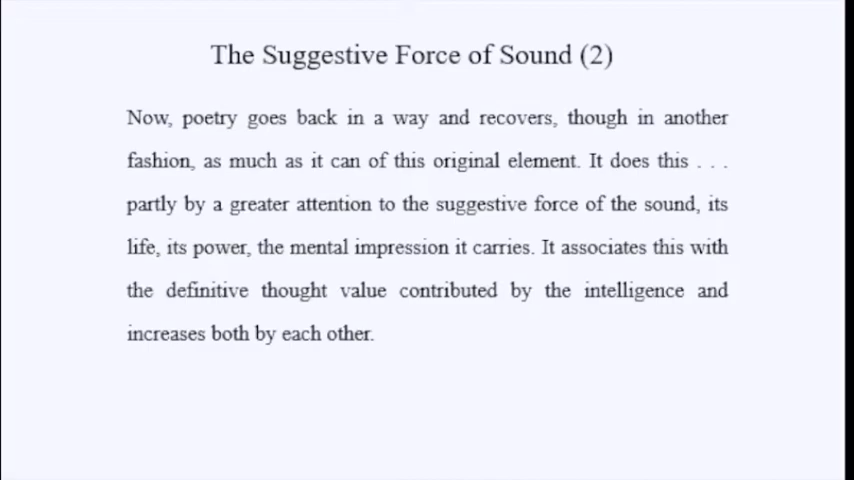 The Suggestive Force of Sound (2)
Now, poetry goes back in a way and recovers, though in another
fashion, as much as it can of this original element. It does this . . .
partly by a greater attention to the suggestive force of the sound, its
life, its power, the mental impression it carries. It associates this with
the definitive thought value contributed by the intelligence and
increases both by each other.